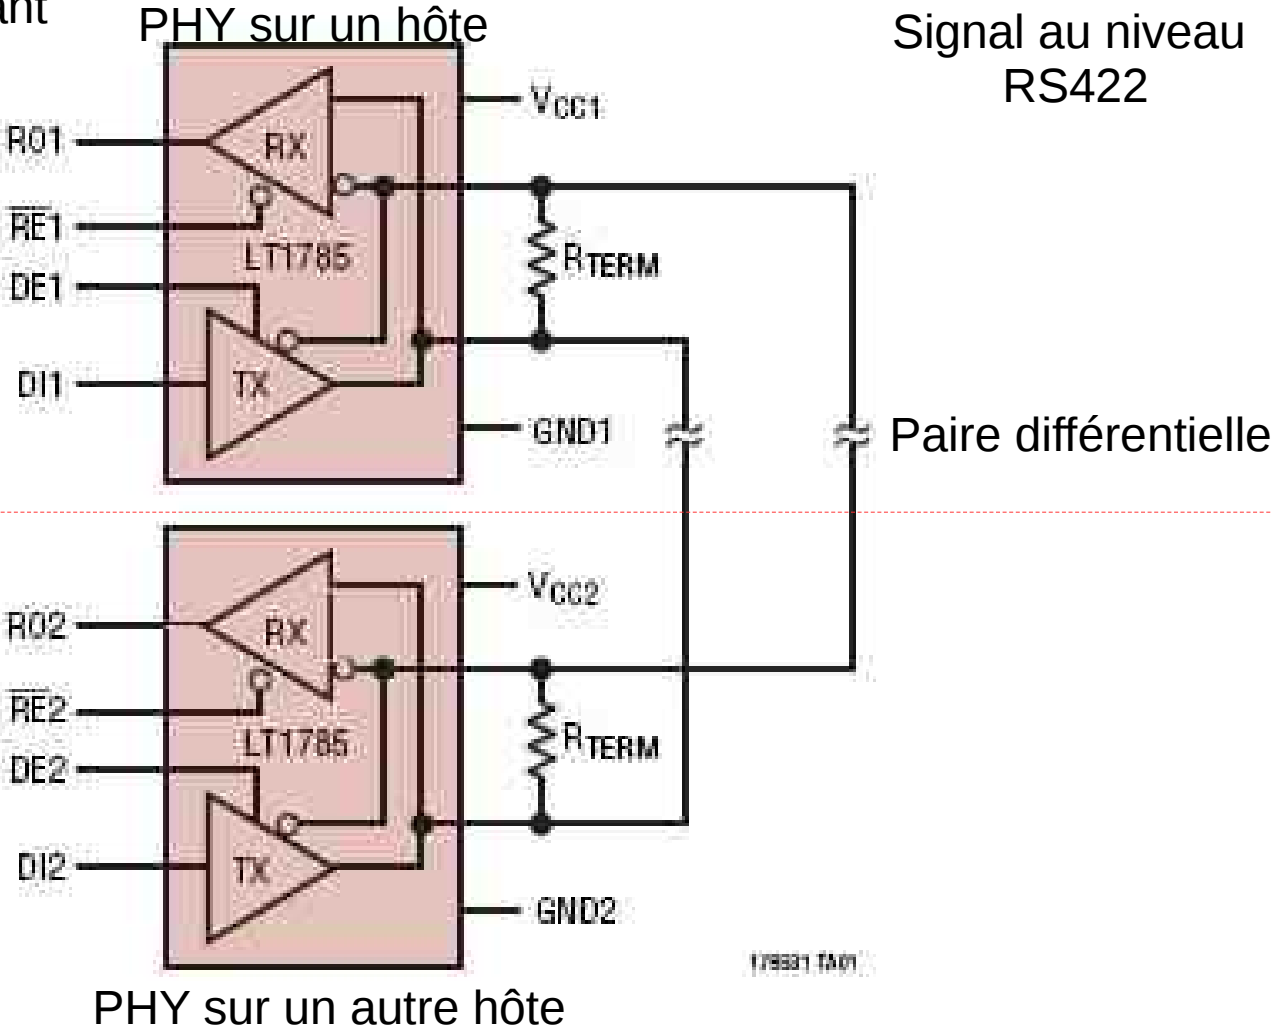 ant
PHY sur un hôte
Signal au niveau
RS422
VCC1
RO1
RX
RE1
LT1785
RTERM
DE1
DI1
TX
GND1
Paire différentielle
VCC2
RO2
RX
RE2
LT1785
RTERM
DE2
DI2
TX
GND2
PHY sur un autre hôte